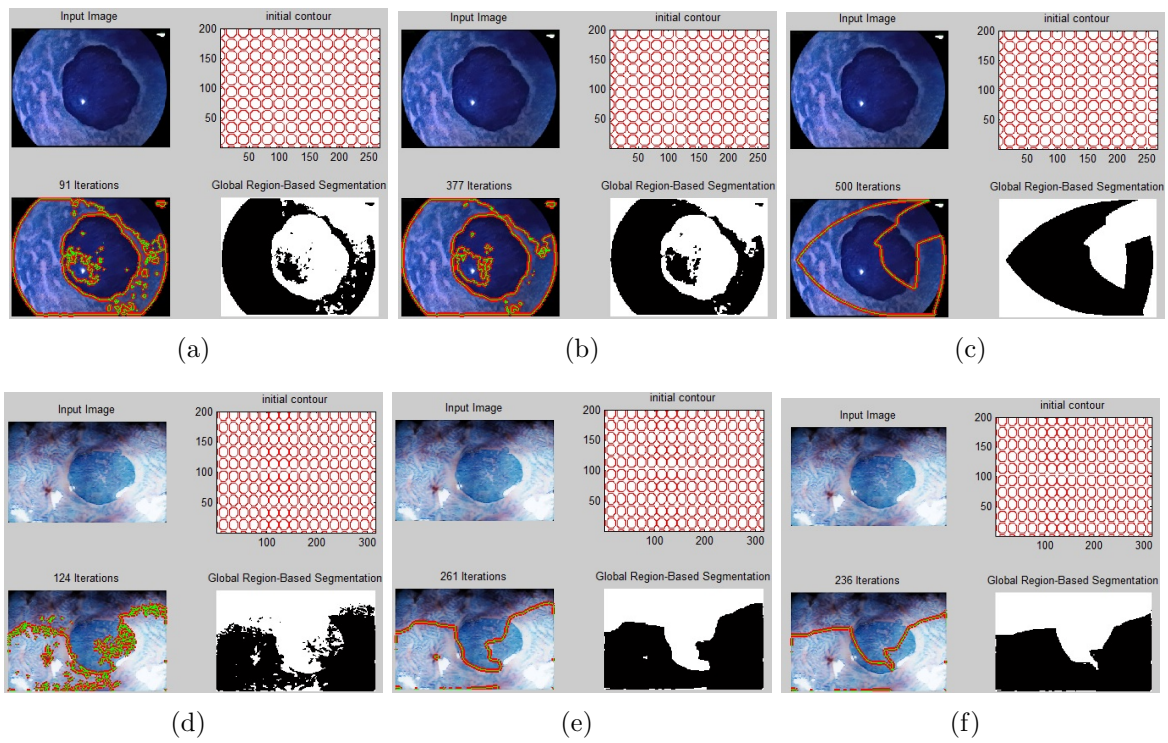 Input Image
initial contour
200
150
100
50
50 100 150 200 250
91 Iterations
Global Region-Based Segmentation
(a)
Input Image
initial contour
200
150
100
50
50 100 150 200 250
377 Iterations
Global Region-Based Segmentation
(b)
Input Image
initial contour
200
150
100
50
50 100 150 200 250
500 Iterations
Global Region-Based Segmentation
(c)
Input Image
initial contour
200
150
100
50
100 200 300
124 Iterations
Global Region-Based Segmentation
(d)
Input Image
initial contour
200
150
100
50
100 200 300
261 Iterations
Global Region-Based Segmentation
(e)
Input Image
initial contour
200
150
100
50
100 200 300
236 Iterations
Global Region-Based Segmentation
(f)